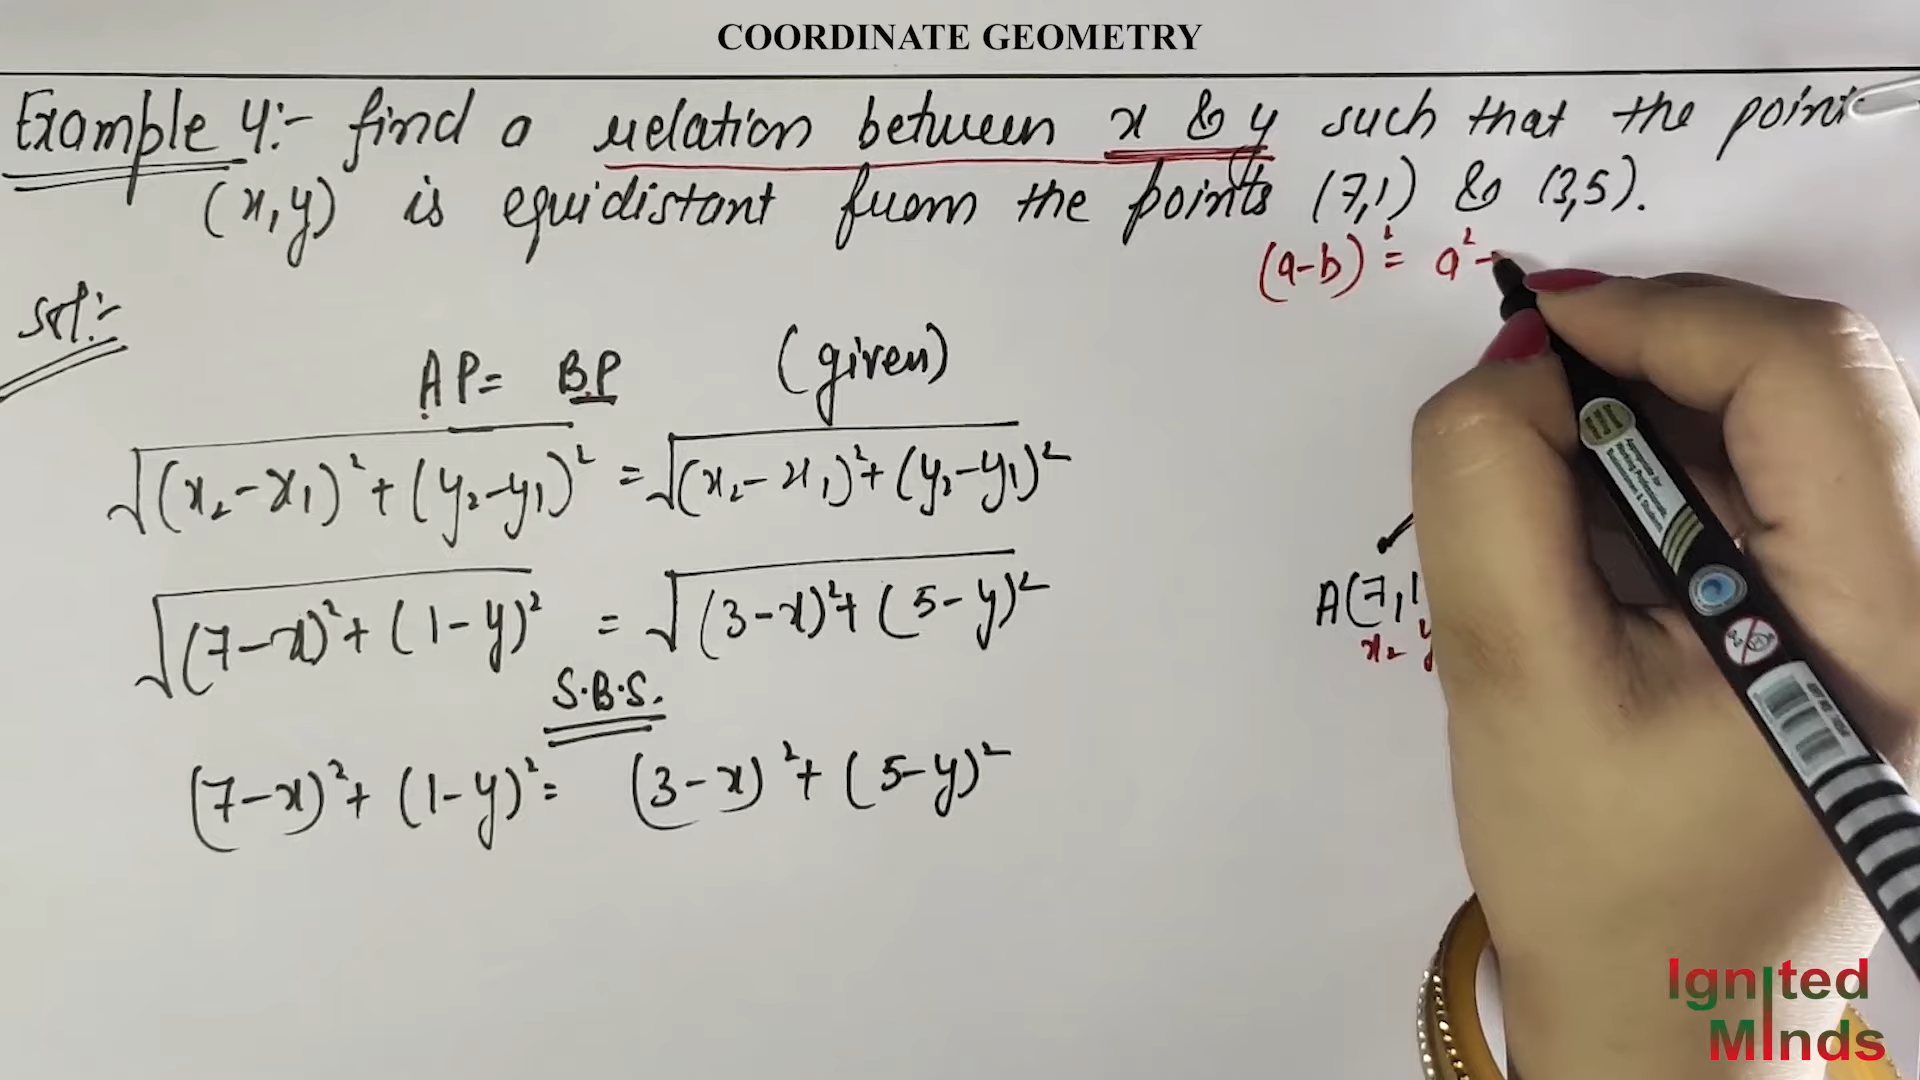 COORDINATE GEOMETRY
Example 4:- find a relation between x & y such that the point
(x,y) is equidistant from the points (7,1) & (3,5).
(a-b)² = a² -
Sol:-
AP = BP (given)
√(x₂-x₁)² + (y₂-y₁)² = √(x₂-x₁)² + (y₂-y₁)²
√(7-x)² + (1-y)² = √(3-x)² + (5-y)²
A(7,1
x₂ y
S.B.S.
(7-x)² + (1-y)² = (3-x)² + (5-y)²
Ignited
Minds